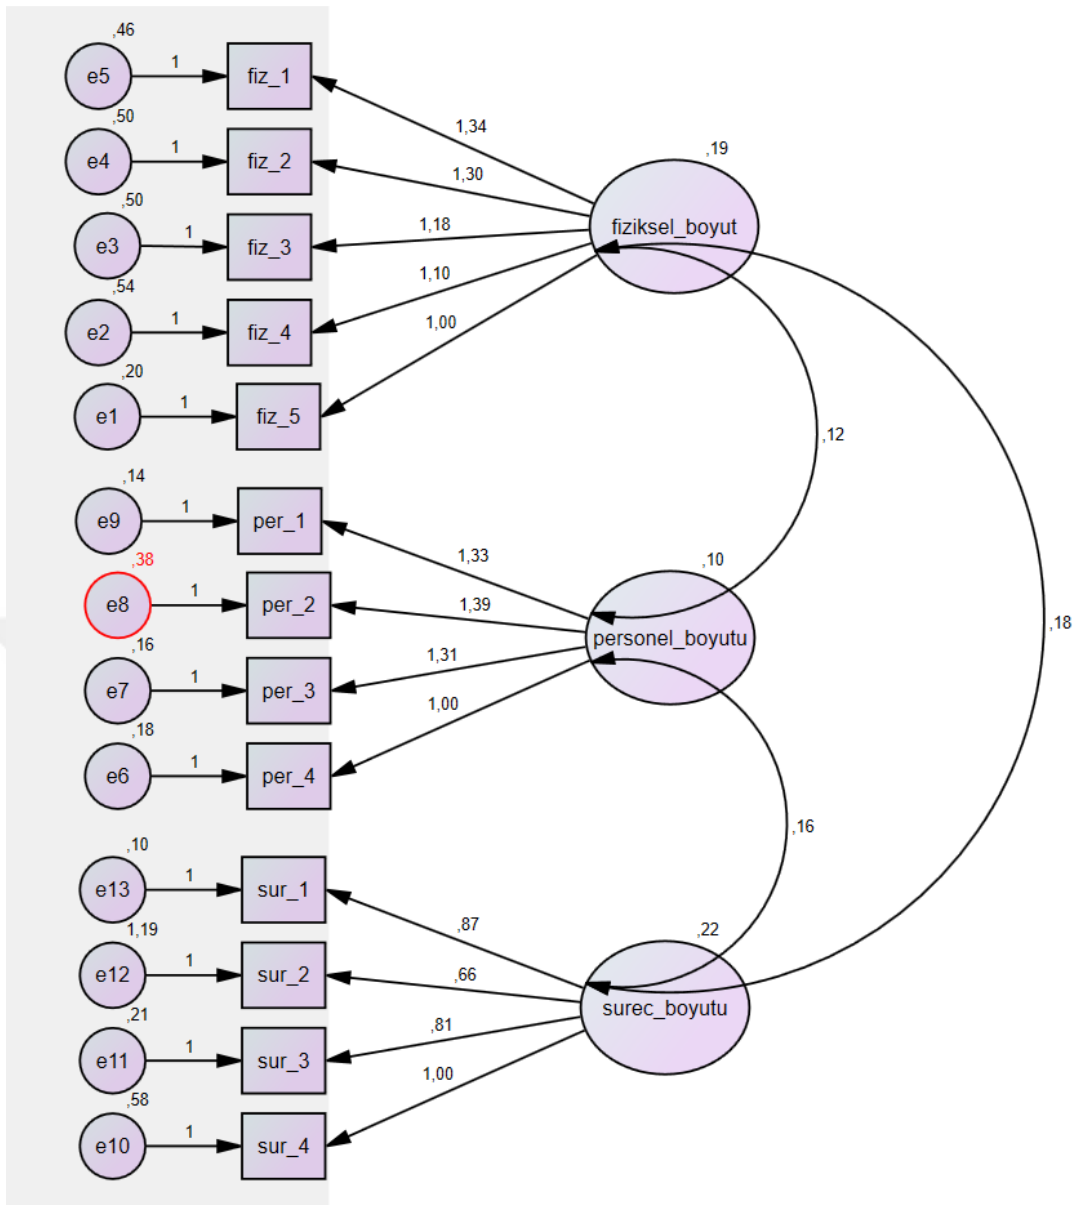 ,46
e5
1
fiz_1
1,34
,50
e4
1
fiz_2
1,30
,19
fiziksel_boyut
,50
e3
1
fiz_3
1,18
,54
e2
1
fiz_4
1,10
,20
e1
1
fiz_5
1,00
,12
,14
e9
1
per_1
1,33
,38
e8
1
per_2
1,39
,10
personel_boyutu
,18
,16
e7
1
per_3
1,31
,18
e6
1
per_4
1,00
,16
,10
e13
1
sur_1
,87
1,19
e12
1
sur_2
,66
,22
surec_boyutu
,21
e11
1
sur_3
,81
,58
e10
1
sur_4
1,00